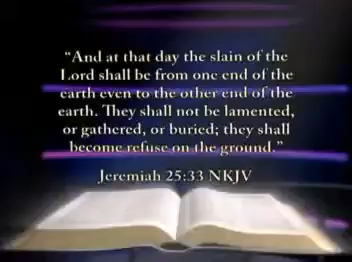 “And at that day the slain of the
Lord shall be from one end of the
earth even to the other end of the
earth. They shall not be lamented,
or gathered, or buried; they shall
become refuse on the ground.”
Jeremiah 25:33 NKJV